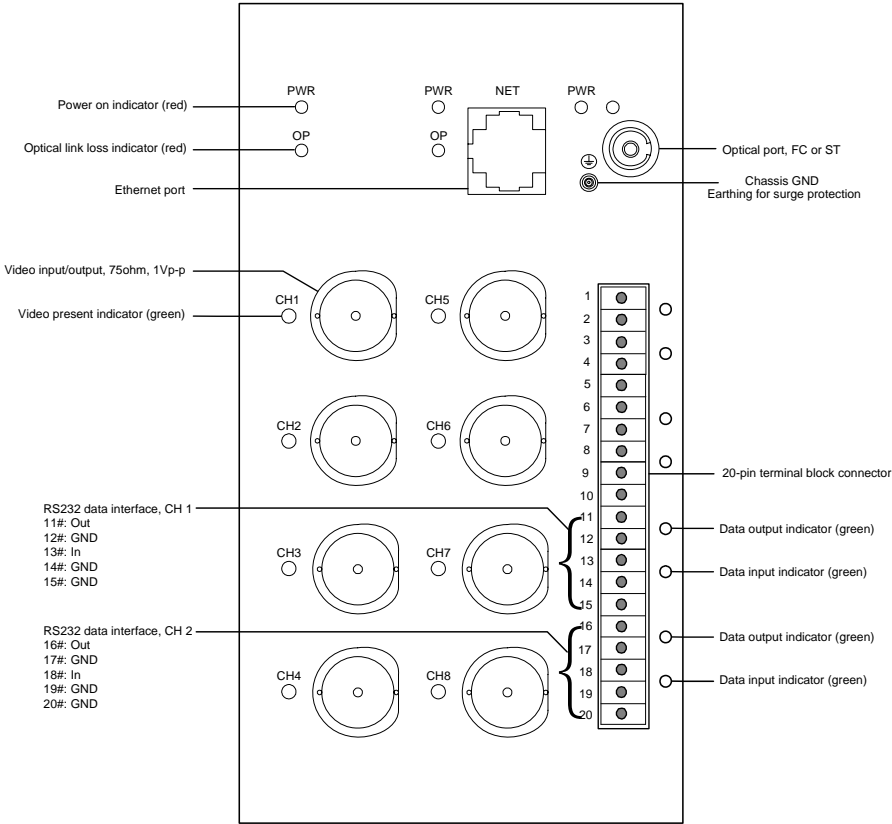 PWR
PWR
NET
PWR
Power on indicator (red)
OP
OP
Optical link loss indicator (red)
Optical port, FC or ST
Ethernet port
Chassis GND
Earthing for surge protection
Video input/output, 75ohm, 1Vp-p
CH1
CH5
Video present indicator (green)
CH2
CH6
1
2
3
4
5
6
7
8
9
10
11
12
13
14
15
16
17
18
19
20
20-pin terminal block connector
RS232 data interface, CH 1
11#: Out
12#: GND
13#: In
14#: GND
15#: GND
CH3
CH7
Data output indicator (green)
Data input indicator (green)
RS232 data interface, CH 2
16#: Out
17#: GND
18#: In
19#: GND
20#: GND
CH4
CH8
Data output indicator (green)
Data input indicator (green)